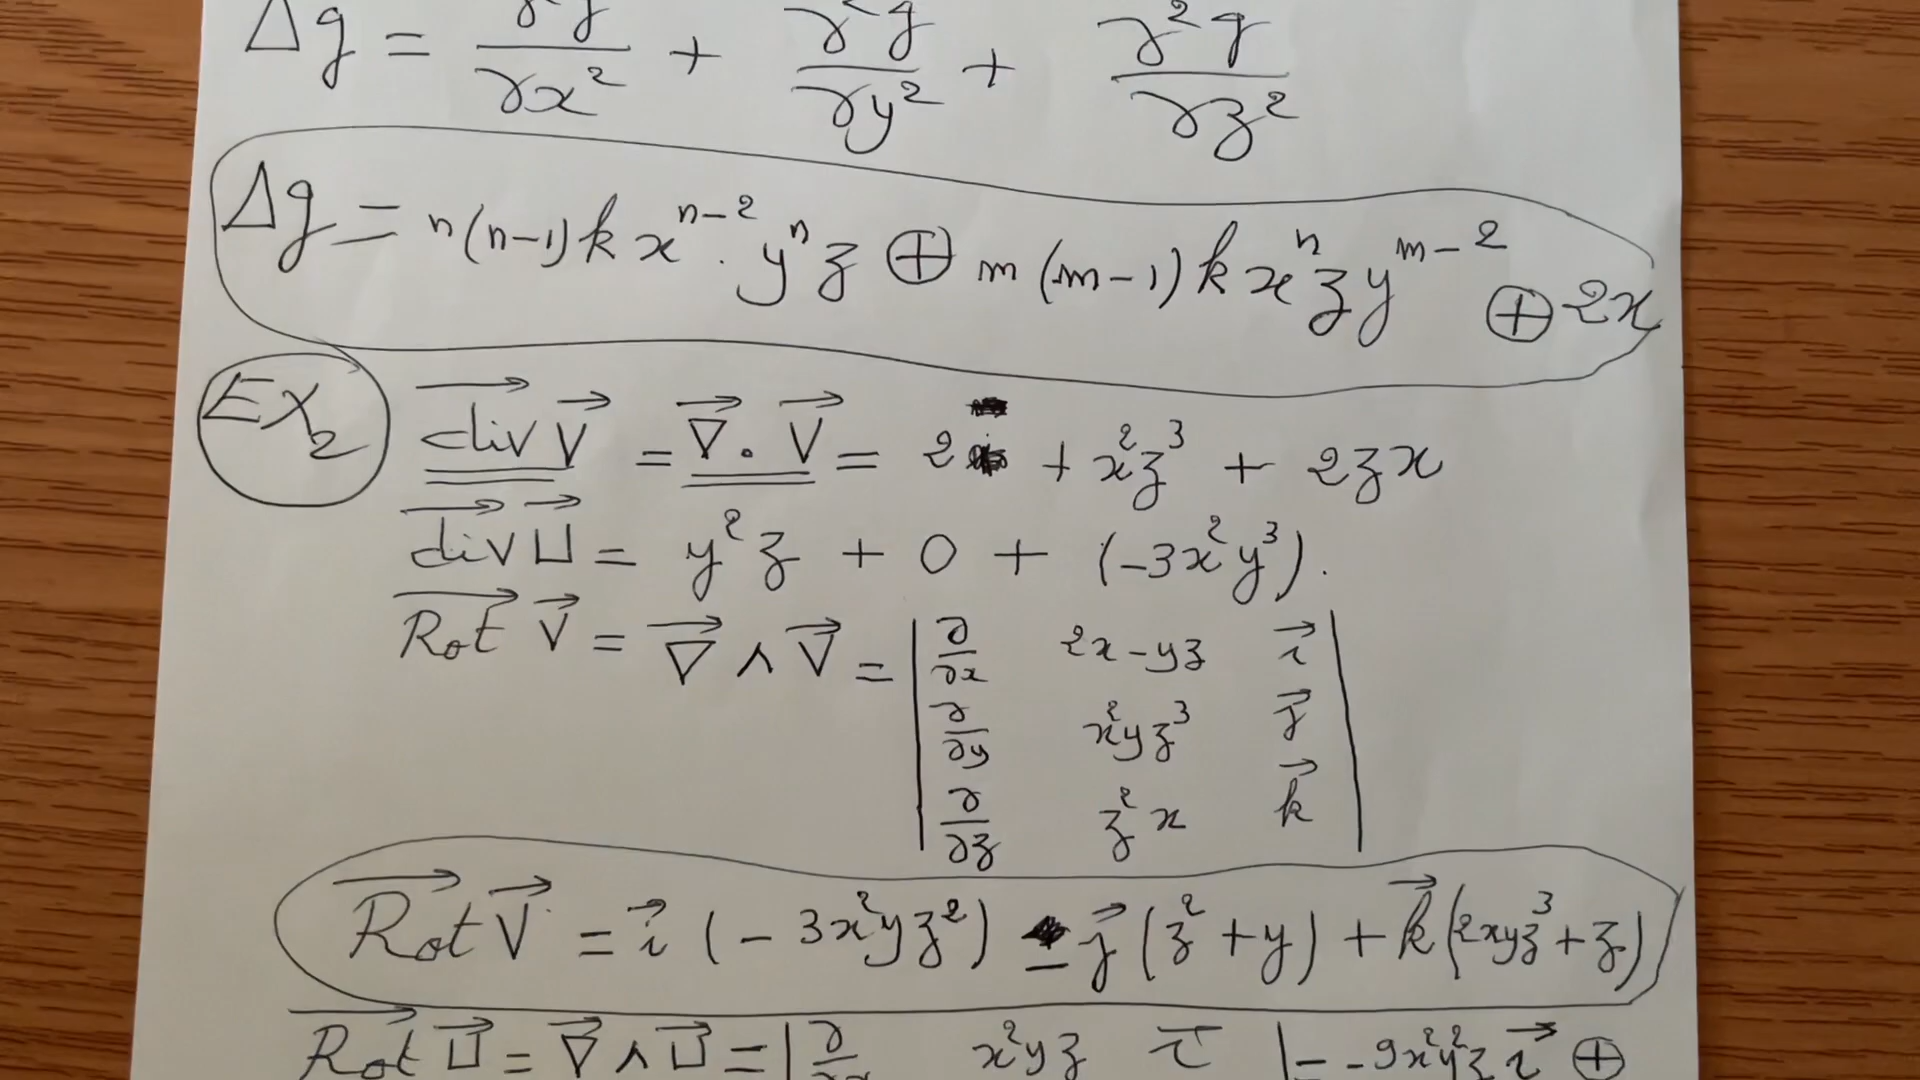 Δg = ∂²g/∂x² + ∂²g/∂y² + ∂²g/∂z²
Δg = n(n-1)k x^(n-2) . y^n z ⊕ m(m-1)k x^n z y^(m-2) ⊕ 2x
EX₂
div V⃗ = ∇⃗ . V⃗ = 2 + x²z³ + 2zx
div U⃗ = y²z + 0 + (-3x²y³).
Rot V⃗ = ∇⃗ ∧ V⃗ = | ∂/∂x 2x-yz i⃗ |
∂/∂y x²yz³ j⃗
∂/∂z z²x k⃗
Rot V⃗ = i⃗ (-3x²yz²) - j⃗ (z²+y) + k⃗ (2xyz³+z)
Rot U⃗ = ∇⃗ ∧ U⃗ = | ∂/∂x x²yz i⃗ | = -9x²y²z i⃗ ⊕